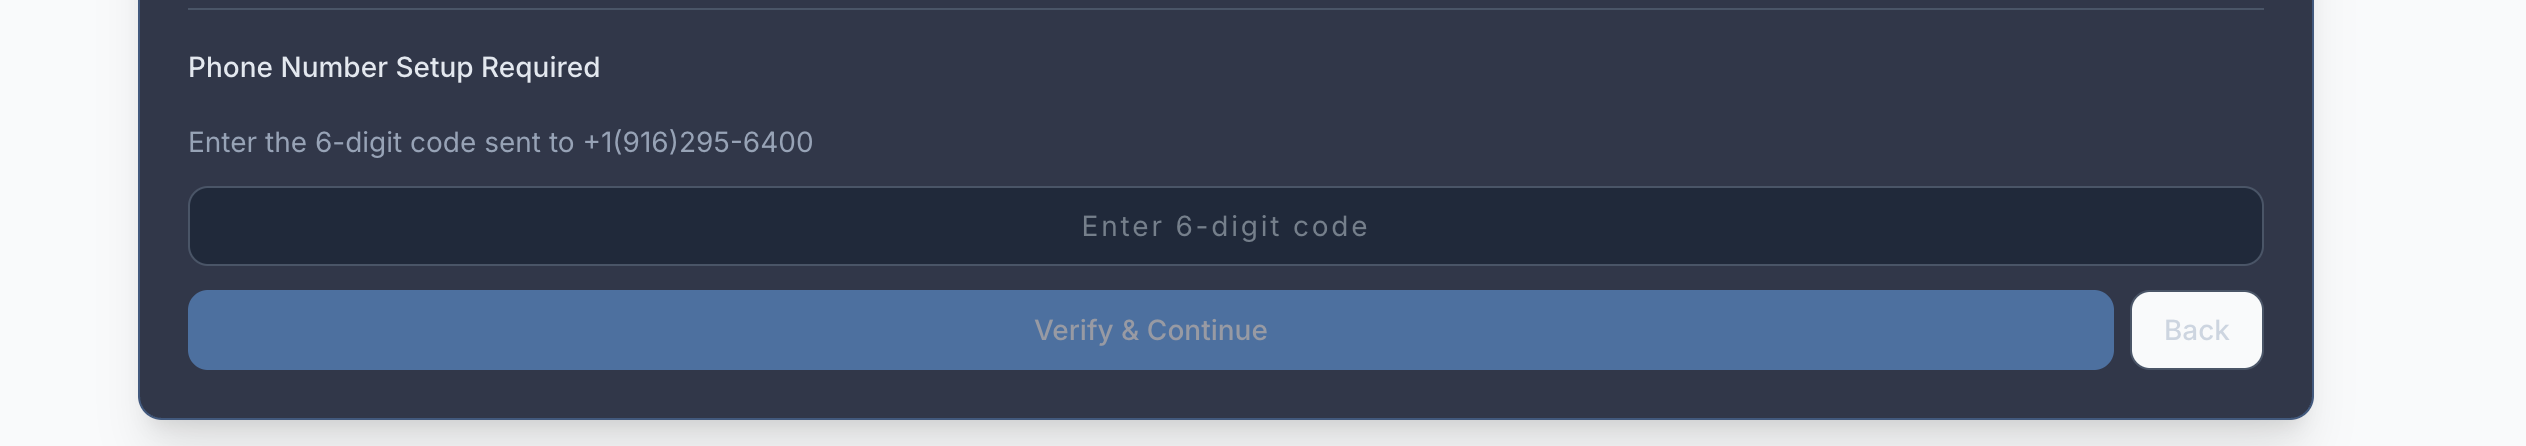 Phone Number Setup Required
Enter the 6-digit code sent to +1(916)295-6400
Enter 6-digit code
Verify & Continue
Back